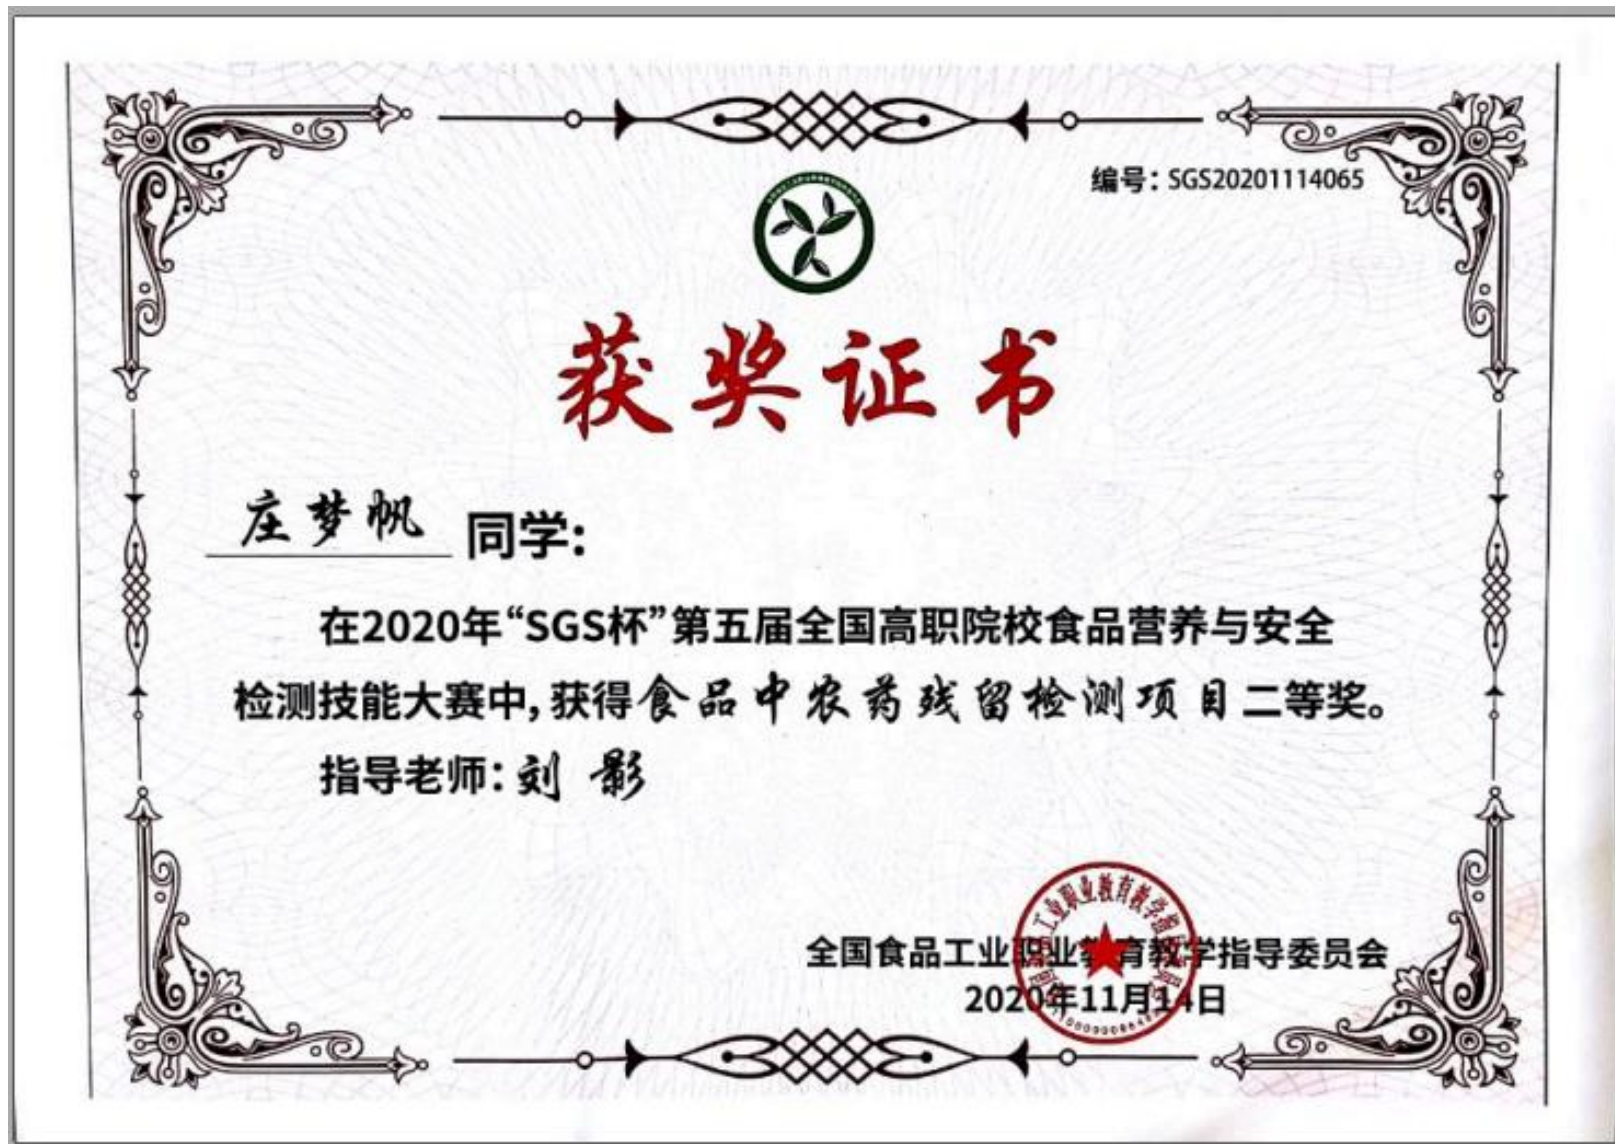 编号：SGS20201114065
获奖证书
庄梦帆 同学:
在2020年“SGS杯”第五届全国高职院校食品营养与安全
检测技能大赛中,获得食品中农药残留检测项目二等奖。
指导老师:刘 影
全国食品工业职业教育教学指导委员会
2020年11月14日